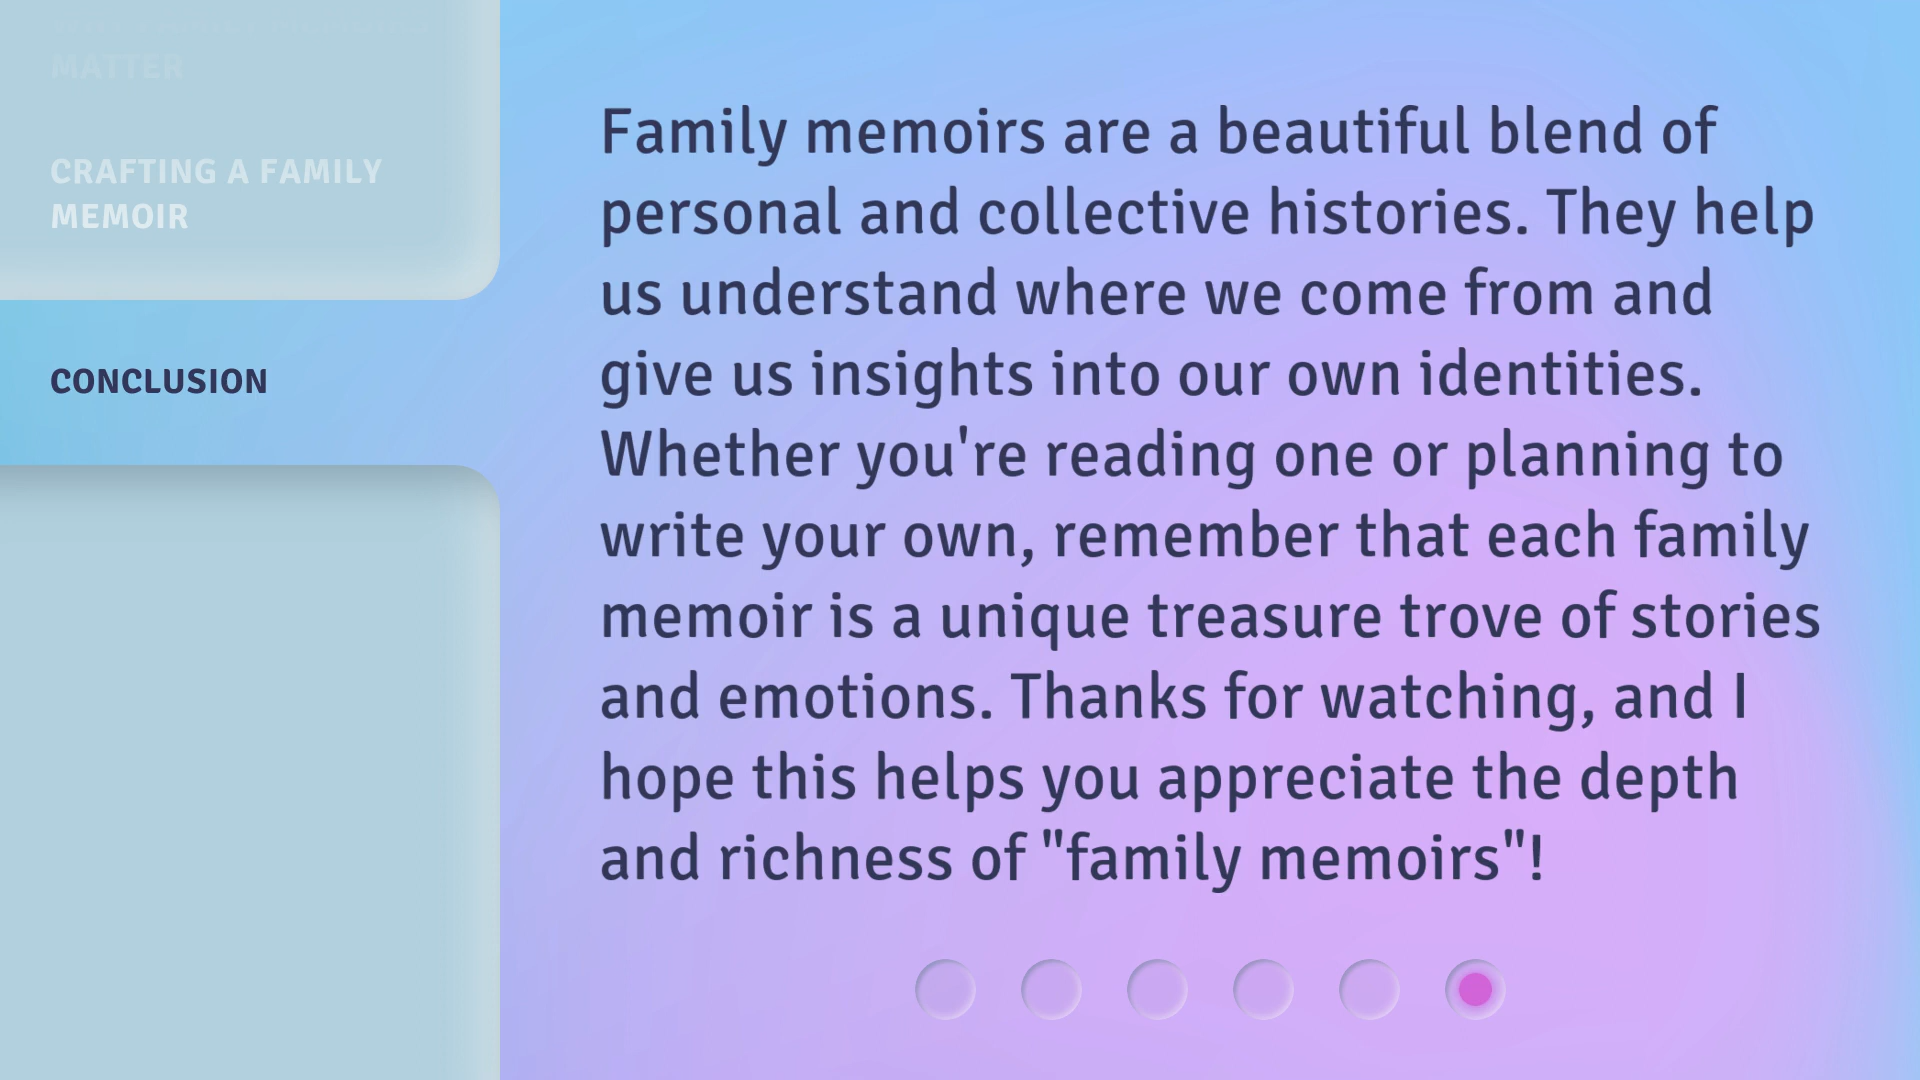 MATTER
CRAFTING A FAMILY
MEMOIR
CONCLUSION
Family memoirs are a beautiful blend of
personal and collective histories. They help
us understand where we come from and
give us insights into our own identities.
Whether you're reading one or planning to
write your own, remember that each family
memoir is a unique treasure trove of stories
and emotions. Thanks for watching, and I
hope this helps you appreciate the depth
and richness of "family memoirs"!